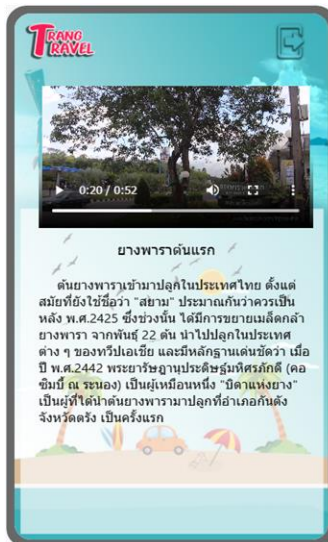 TRANG
TRAVEL
0:20 / 0:52
ยางพาราต้นแรก
ต้นยางพาราเข้ามาปลูกในประเทศไทย ตั้งแต่
สมัยที่ยังใช้ชื่อว่า "สยาม" ประมาณกันว่าควรเป็น
หลัง พ.ศ.2425 ซึ่งช่วงนั้น ได้มีการขยายเมล็ดกล้า
ยางพารา จากพันธุ์ 22 ต้น นำไปปลูกในประเทศ
ต่าง ๆ ของทวีปเอเชีย และมีหลักฐานเด่นชัดว่า เมื่อ
ปี พ.ศ.2442 พระยารัษฎานุประดิษฐ์มหิศรภักดี (คอ
ซิมบี้ ณ ระนอง) เป็นผู้เหมือนหนึ่ง "บิดาแห่งยาง"
เป็นผู้ที่ได้นำต้นยางพารามาปลูกที่อำเภอกันตัง
จังหวัดตรัง เป็นครั้งแรก